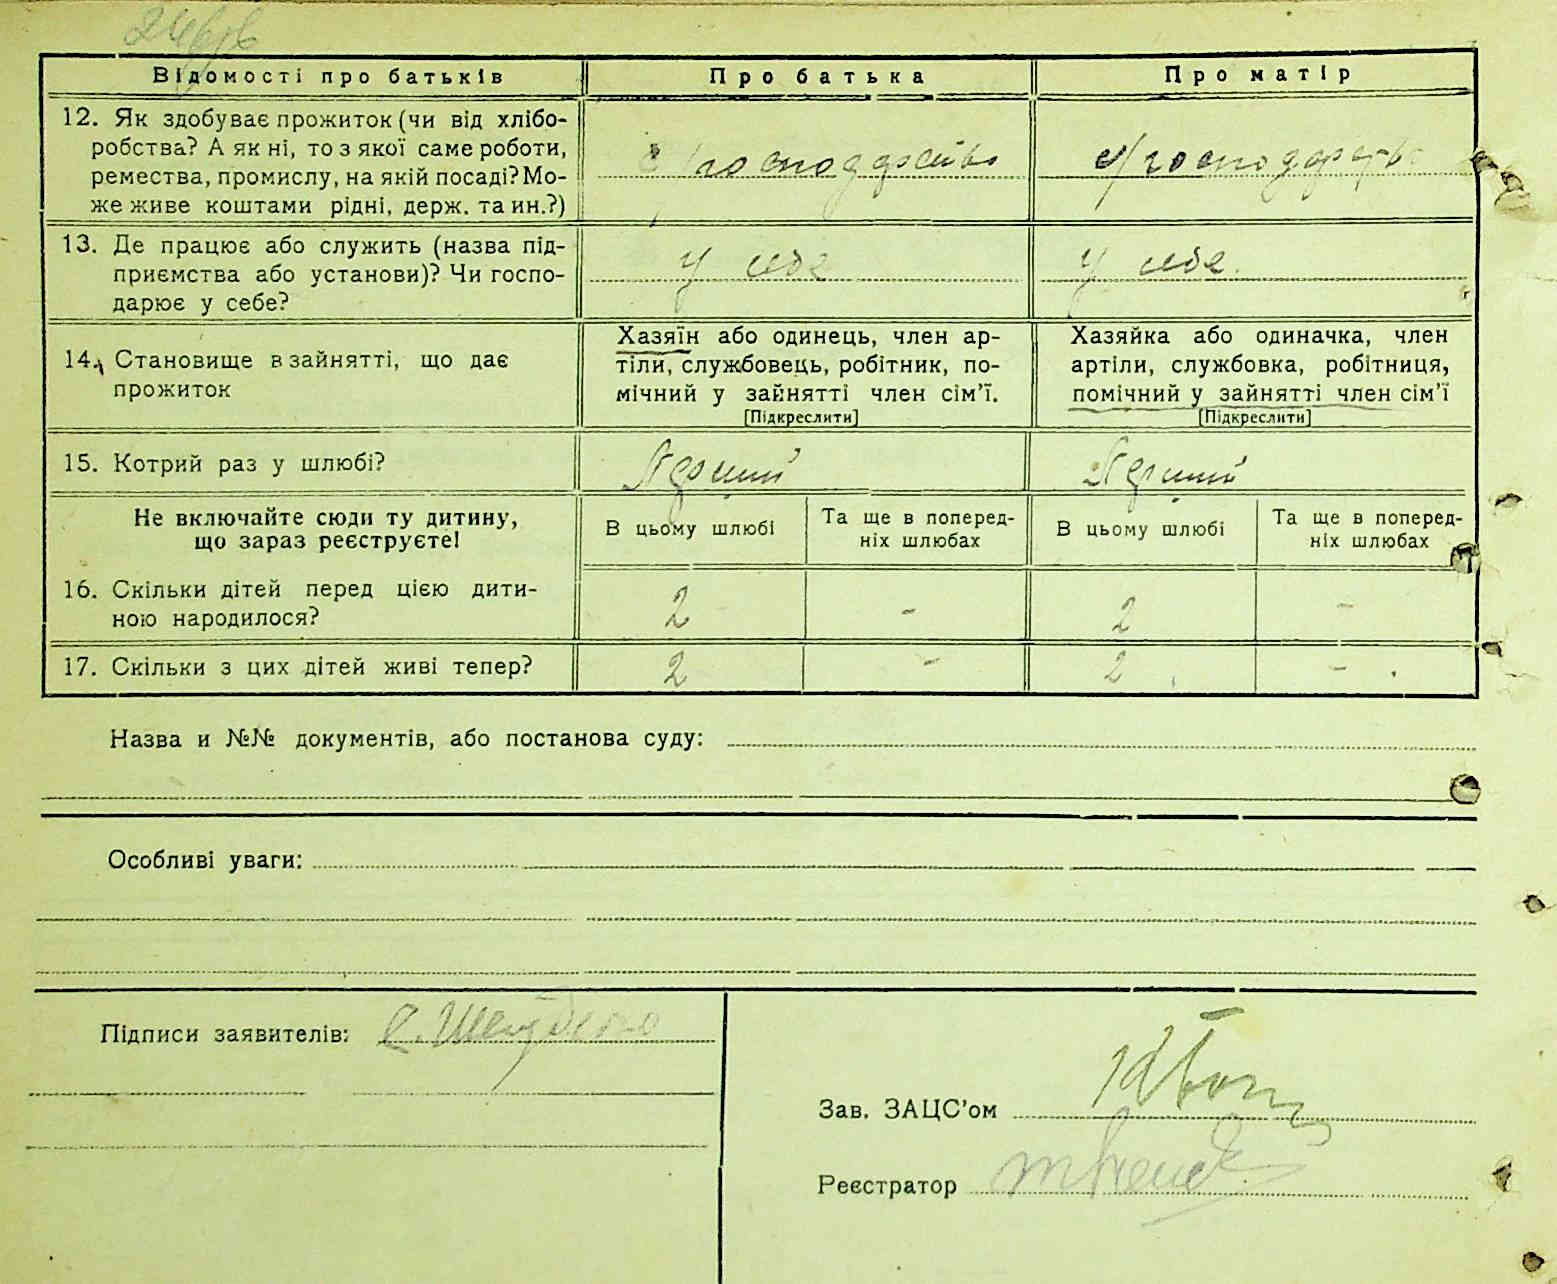 Відомості про батьків Про батька Про матір
12. Як здобуває прожиток (чи від хлібо-
робства? А як ні, то з якої саме роботи,
ремества, промислу, на якій посаді? Мо-
же живе коштами рідні, держ. та ин.?)
с/господарство с/господарство
13. Де працює або служить (назва під-
приємства або установи)? Чи госпо-
дарює у себе?
у себе у себе.
14. Становище в зайнятті, що дає
прожиток
Хазяїн або одинець, член ар-
тіли, службовець, робітник, по-
мічний у зайнятті член сім'ї.
[Підкреслити]
Хазяйка або одиначка, член
артіли, службовка, робітниця,
помічний у зайнятті член сім'ї
[Підкреслити]
15. Котрий раз у шлюбі?
Не включайте сюди ту дитину,
що зараз реєструєте!
В цьому шлюбі
Та ще в поперед-
ніх шлюбах
В цьому шлюбі
Та ще в поперед-
ніх шлюбах
16. Скільки дітей перед цією дити-
ною народилося?
2 - 2 -
17. Скільки з цих дітей живі тепер? 2 - 2 -
Назва и №№ документів, або постанова суду:
Особливі уваги:
Підписи заявителів:
Зав. ЗАЦС'ом
Реєстратор